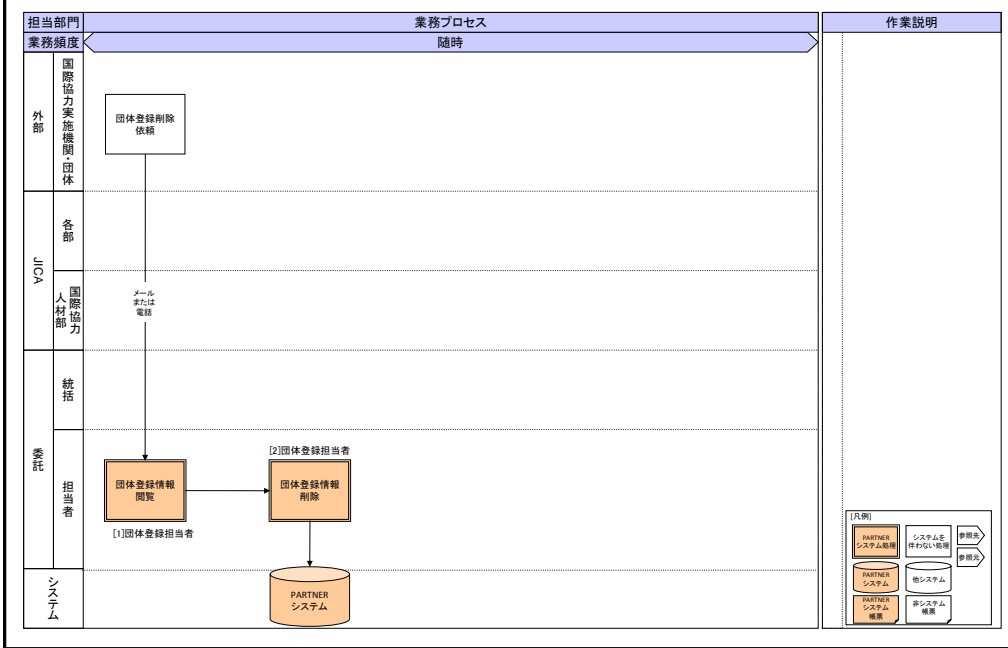 担当部門
業務プロセス
作業説明
業務頻度
随時
外部
国際協力実施機関・団体
団体登録削除
依頼
JICA
各部
国際協力
人材部
メール
または
電話
委託
統括
担当者
[2]団体登録担当者
団体登録情報
閲覧
団体登録情報
削除
[1]団体登録担当者
システム
PARTNER
システム
[凡例]
PARTNER
システム処理
システムを
伴わない処理
参照先
参照元
PARTNER
システム
他システム
PARTNER
システム
帳票
非システム
帳票